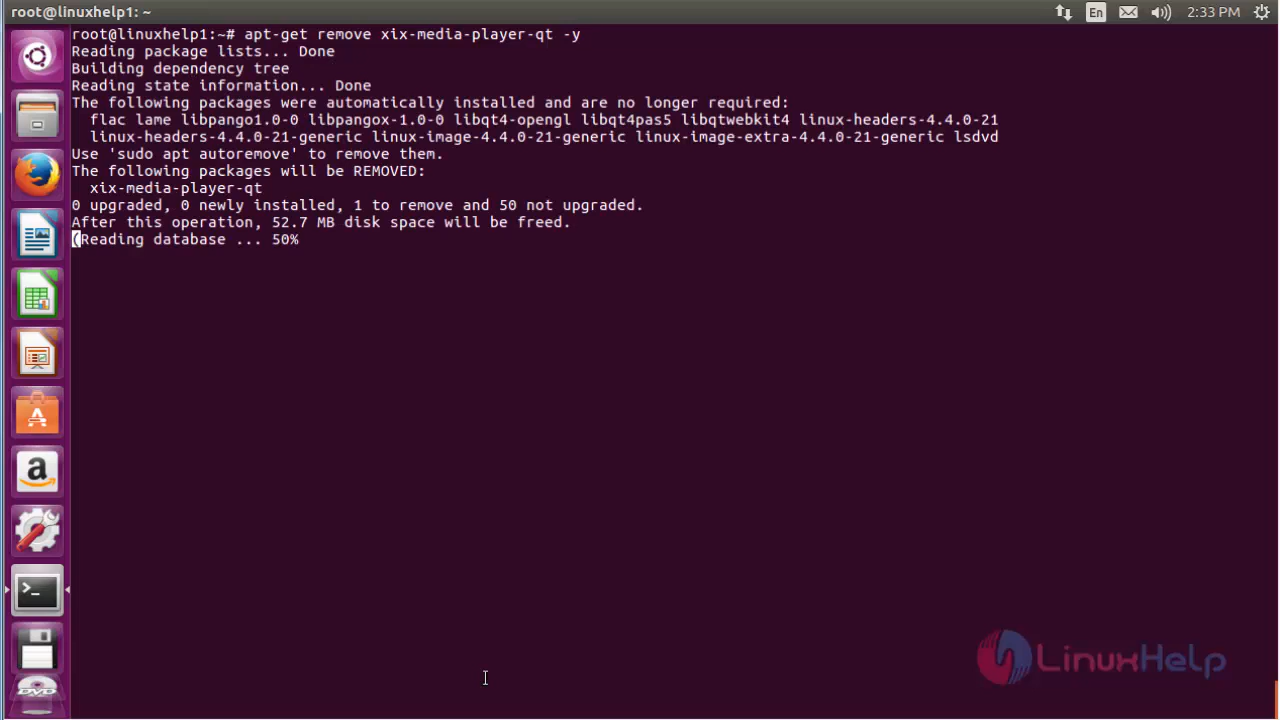 root@linuxhelp1: ~
En
2:33 PM
root@linuxhelp1:~# apt-get remove xix-media-player-qt -y
Reading package lists... Done
Building dependency tree
Reading state information... Done
The following packages were automatically installed and are no longer required:
  flac lame libpango1.0-0 libpangox-1.0-0 libqt4-opengl libqt4pas5 libqtwebkit4 linux-headers-4.4.0-21
  linux-headers-4.4.0-21-generic linux-image-4.4.0-21-generic linux-image-extra-4.4.0-21-generic lsdvd
Use 'sudo apt autoremove' to remove them.
The following packages will be REMOVED:
  xix-media-player-qt
0 upgraded, 0 newly installed, 1 to remove and 50 not upgraded.
After this operation, 52.7 MB disk space will be freed.
(Reading database ... 50%
DVD
LinuxHelp